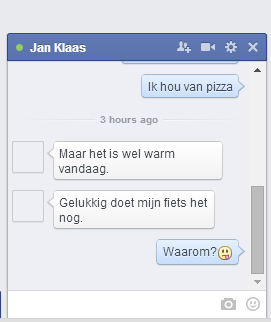 Jan Klaas
Ik hou van pizza
3 hours ago
Maar het is wel warm
vandaag.
Gelukkig doet mijn fiets het
nog.
Waarom?😜